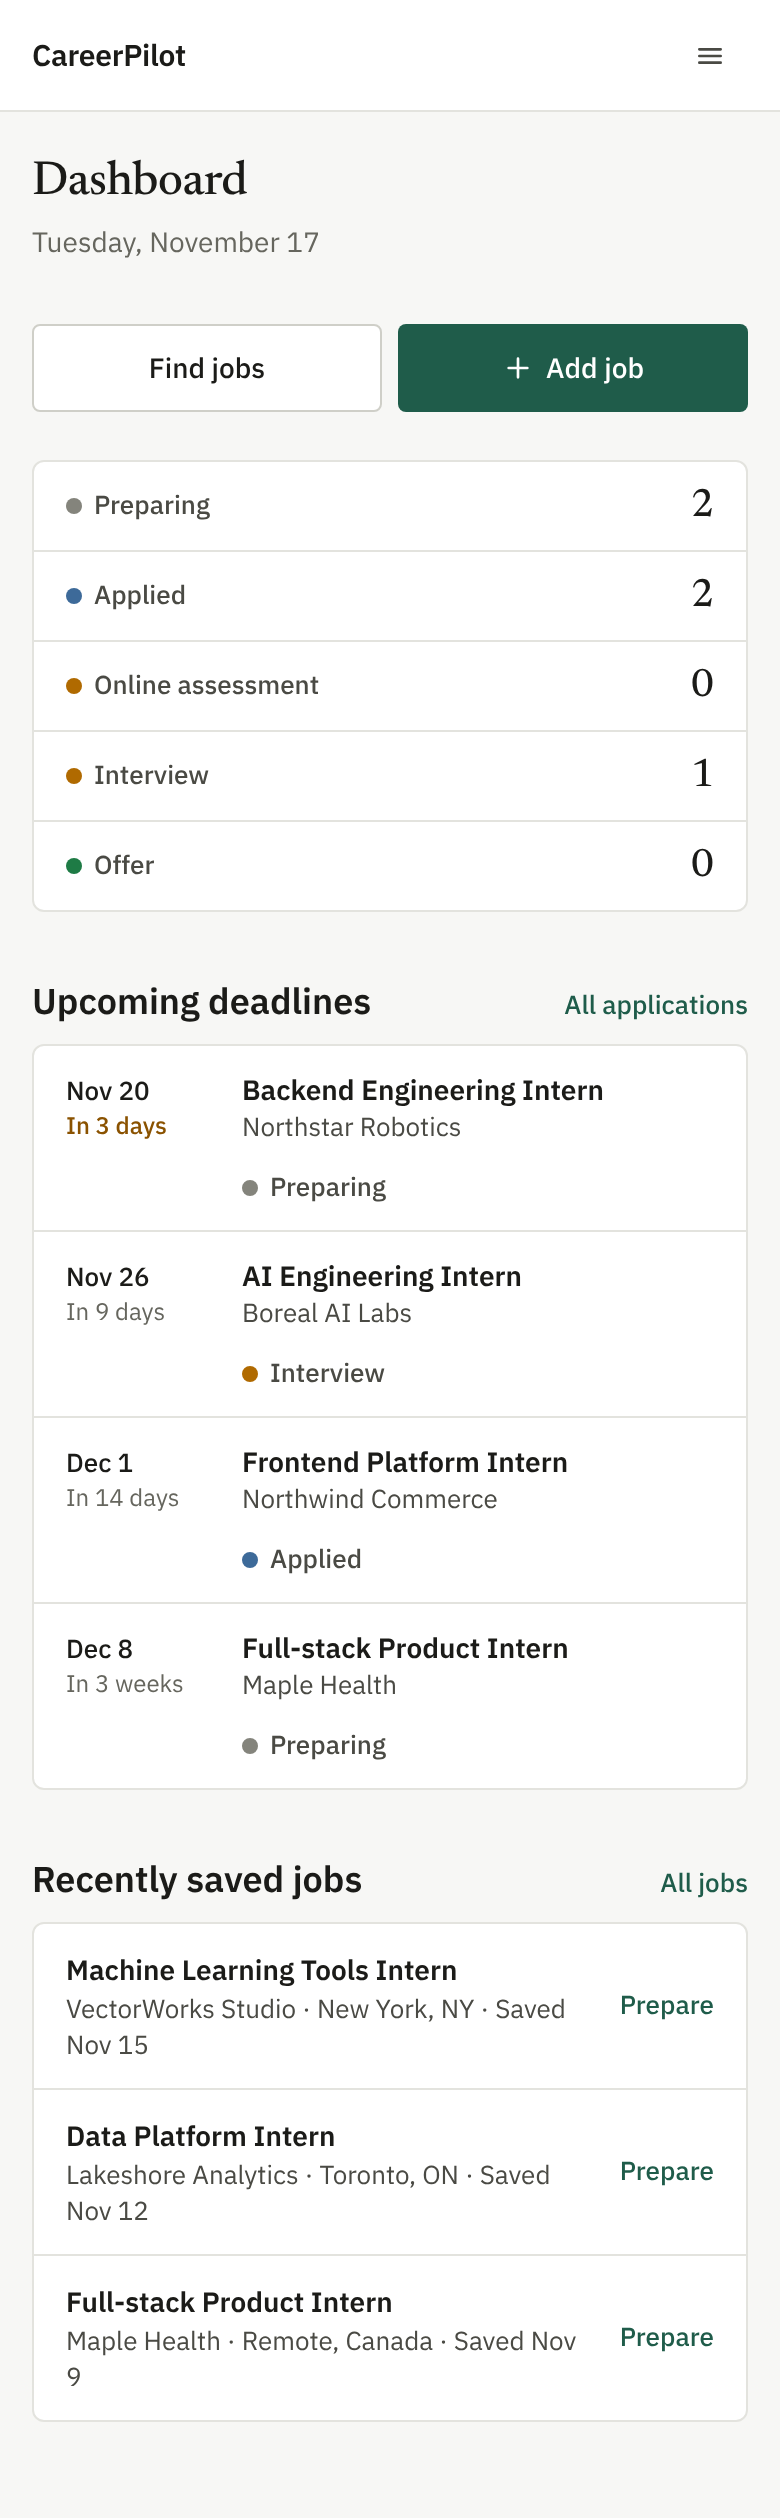 CareerPilot
Dashboard
Tuesday, November 17
Find jobs
+ Add job
Preparing 2
Applied 2
Online assessment 0
Interview 1
Offer 0
Upcoming deadlines All applications
Nov 20 Backend Engineering Intern
In 3 days Northstar Robotics
Preparing
Nov 26 AI Engineering Intern
In 9 days Boreal AI Labs
Interview
Dec 1 Frontend Platform Intern
In 14 days Northwind Commerce
Applied
Dec 8 Full-stack Product Intern
In 3 weeks Maple Health
Preparing
Recently saved jobs All jobs
Machine Learning Tools Intern
VectorWorks Studio · New York, NY · Saved
Nov 15
Prepare
Data Platform Intern
Lakeshore Analytics · Toronto, ON · Saved
Nov 12
Prepare
Full-stack Product Intern
Maple Health · Remote, Canada · Saved Nov
9
Prepare